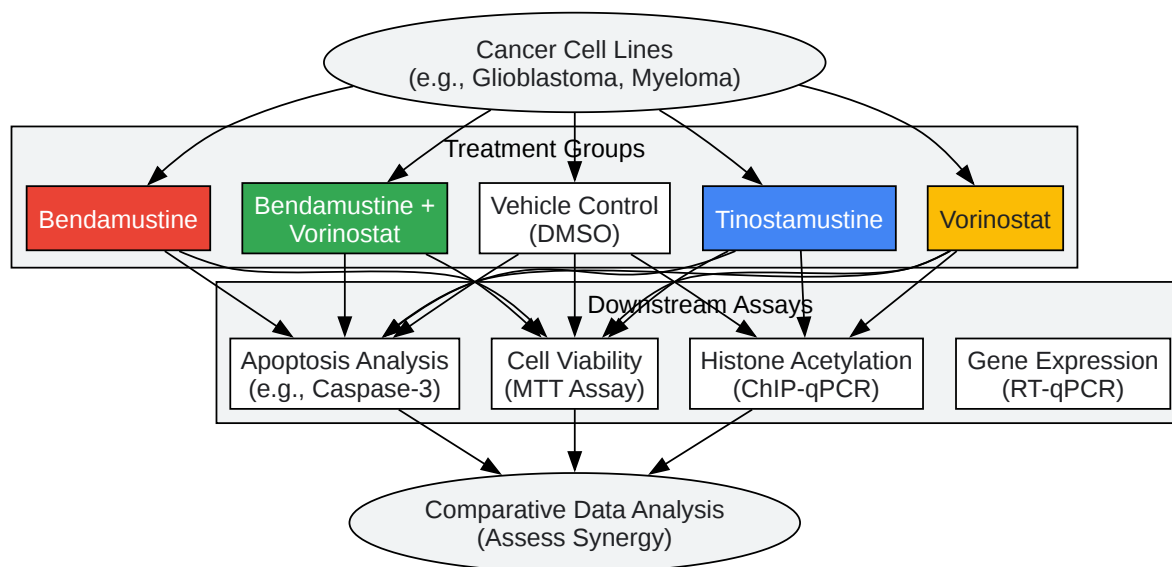 Cancer Cell Lines
(e.g., Glioblastoma, Myeloma)
Treatment Groups
Bendamustine
Bendamustine +
Vorinostat
Vehicle Control
(DMSO)
Tinostamustine
Vorinostat
Downstream Assays
Apoptosis Analysis
(e.g., Caspase-3)
Cell Viability
(MTT Assay)
Histone Acetylation
(ChIP-qPCR)
Gene Expression
(RT-qPCR)
Comparative Data Analysis
(Assess Synergy)